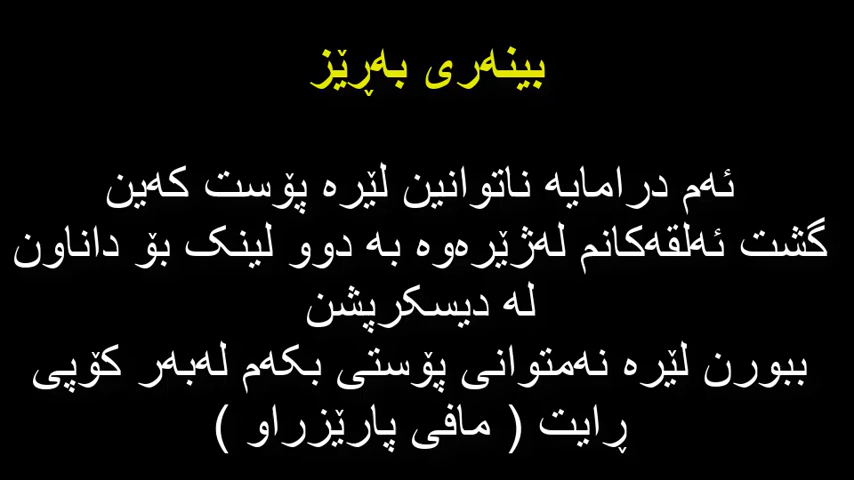 بینەری بەڕێز
ئەم درامایە ناتوانین لێرە پۆست کەین
گشت ئەلقەکانم لەژێرەوە بە دوو لینک بۆ داناون
لە دیسکرپشن
ببورن لێرە نەمتوانی پۆستی بکەم لەبەر کۆپی
ڕایت ( مافی پارێزراو )